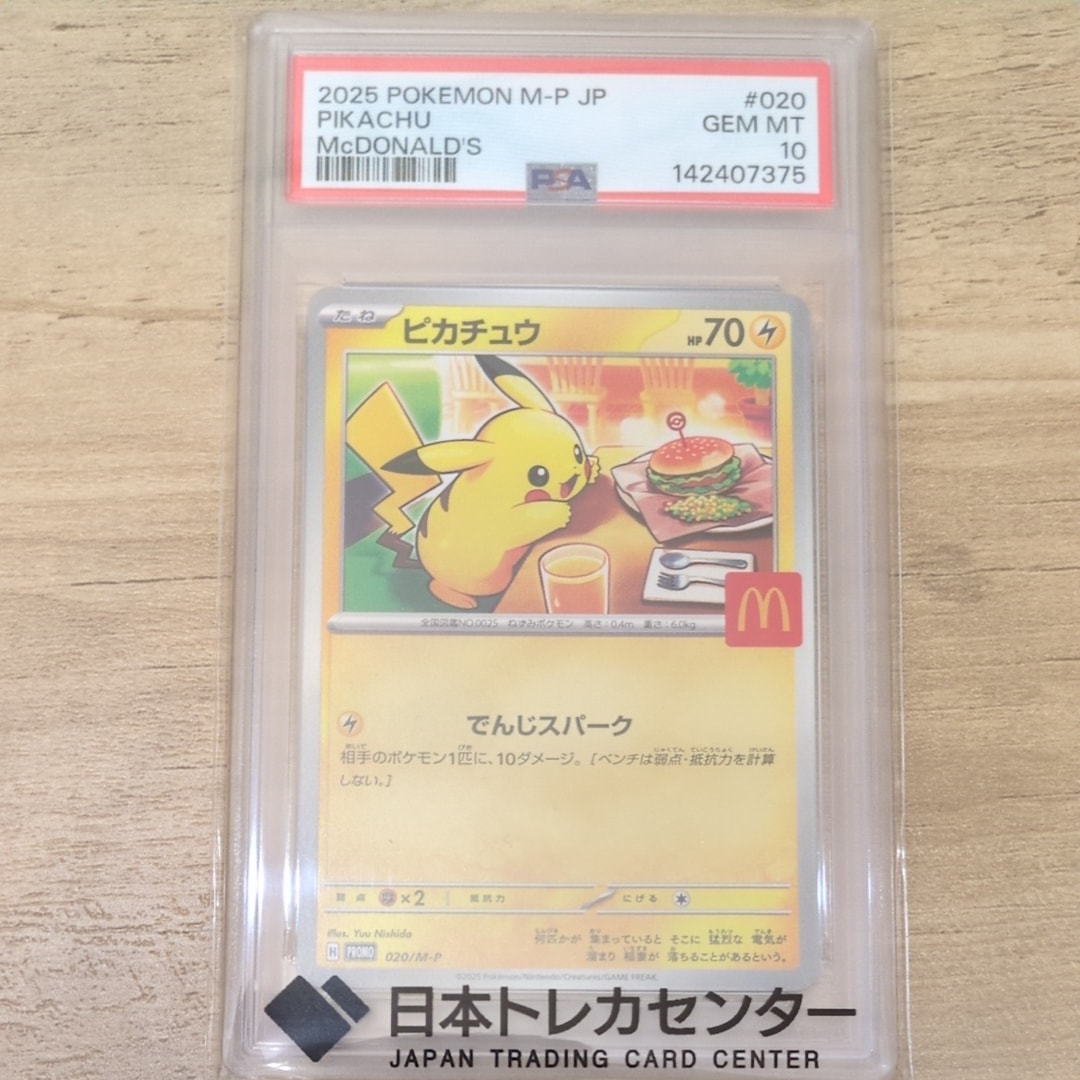 2025 POKEMON M-P JP #020
PIKACHU GEM MT
McDONALD'S 10
PSA 142407375
たね ピカチュウ HP70
全国図鑑NO.0025 ねずみポケモン 高さ:0.4m 重さ:6.0kg
でんじスパーク
相手のポケモン1匹に、10ダメージ。[ベンチは弱点・抵抗力を計算
しない。]
弱点 ×2 抵抗力 にげる
illus. Yuu Nishida
何匹かが 集まっていると そこに 猛烈な 電気が
溜まり 稲妻が 落ちることがあるという。
H PROMO 020/M-P
©2025 Pokémon/Nintendo/Creatures/GAME FREAK.
日本トレカセンター
JAPAN TRADING CARD CENTER